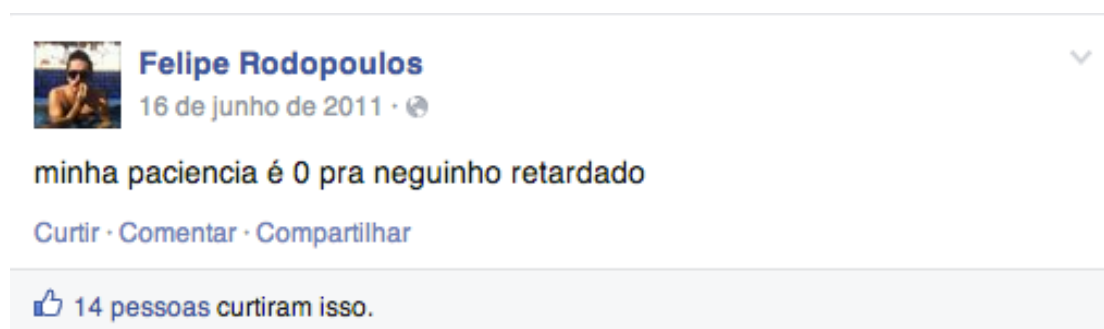 Felipe Rodopoulos
16 de junho de 2011 ·
minha paciencia é 0 pra neguinho retardado
Curtir · Comentar · Compartilhar
14 pessoas curtiram isso.